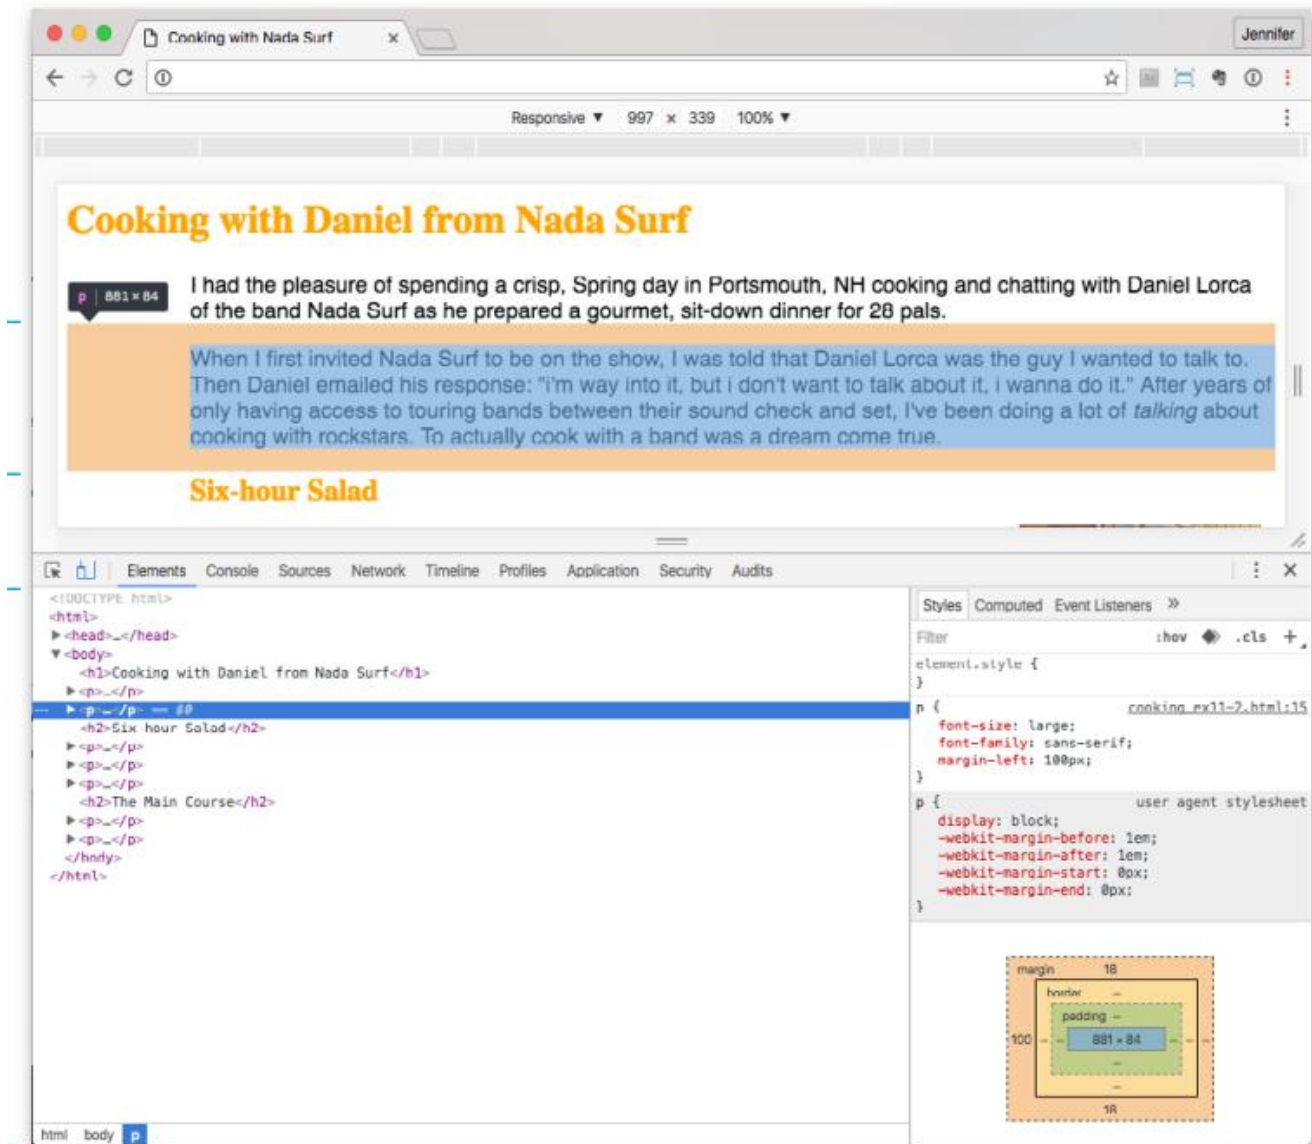 Cooking with Nada Surf ×
Jennifer
Responsive ▼ 997 × 339 100% ▼
Cooking with Daniel from Nada Surf
p | 881 × 84
I had the pleasure of spending a crisp, Spring day in Portsmouth, NH cooking and chatting with Daniel Lorca
of the band Nada Surf as he prepared a gourmet, sit-down dinner for 28 pals.
When I first invited Nada Surf to be on the show, I was told that Daniel Lorca was the guy I wanted to talk to.
Then Daniel emailed his response: "i'm way into it, but i don't want to talk about it, i wanna do it." After years of
only having access to touring bands between their sound check and set, I've been doing a lot of talking about
cooking with rockstars. To actually cook with a band was a dream come true.
Six-hour Salad
Elements Console Sources Network Timeline Profiles Application Security Audits
<!DOCTYPE html>
<html>
▶ <head>…</head>
▼ <body>
<h1>Cooking with Daniel from Nada Surf</h1>
▶ <p>…</p>
··· ▶ <p>…</p> == $0
<h2>Six hour Salad</h2>
▶ <p>…</p>
▶ <p>…</p>
▶ <p>…</p>
<h2>The Main Course</h2>
▶ <p>…</p>
▶ <p>…</p>
</body>
</html>
html body p
Styles Computed Event Listeners »
Filter :hov .cls +
element.style {
}
p { cooking_ex11-2.html:15
font-size: large;
font-family: sans-serif;
margin-left: 100px;
}
p { user agent stylesheet
display: block;
-webkit-margin-before: 1em;
-webkit-margin-after: 1em;
-webkit-margin-start: 0px;
-webkit-margin-end: 0px;
}
margin 18
border –
padding –
100 – – 881 × 84 – – –
–
–
18